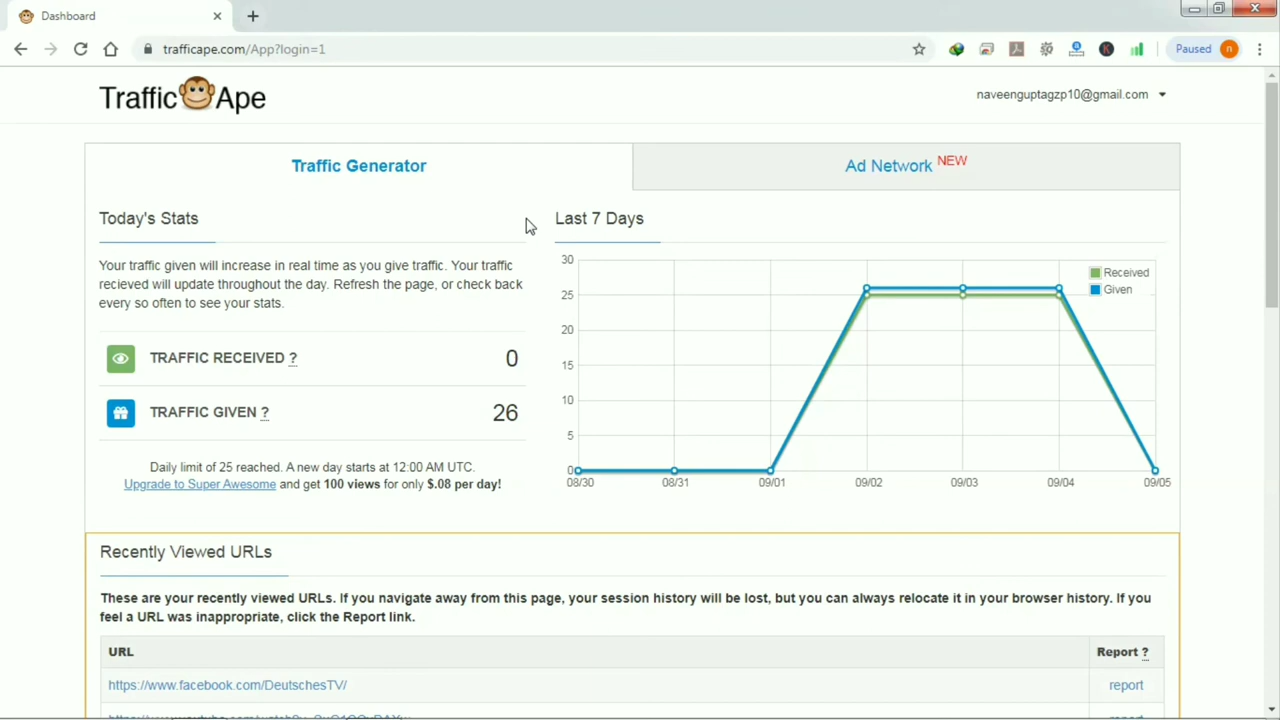 Dashboard
trafficape.com/App?login=1
Paused n
Traffic Ape
naveenguptagzp10@gmail.com
Traffic Generator
Ad Network NEW
Today's Stats
Your traffic given will increase in real time as you give traffic. Your traffic
recieved will update throughout the day. Refresh the page, or check back
every so often to see your stats.
TRAFFIC RECEIVED ? 0
TRAFFIC GIVEN ? 26
Daily limit of 25 reached. A new day starts at 12:00 AM UTC.
Upgrade to Super Awesome and get 100 views for only $.08 per day!
Last 7 Days
30
25
20
15
10
5
0
Received
Given
08/30 08/31 09/01 09/02 09/03 09/04 09/05
Recently Viewed URLs
These are your recently viewed URLs. If you navigate away from this page, your session history will be lost, but you can always relocate it in your browser history. If you
feel a URL was inappropriate, click the Report link.
URL Report ?
https://www.facebook.com/DeutschesTV/ report